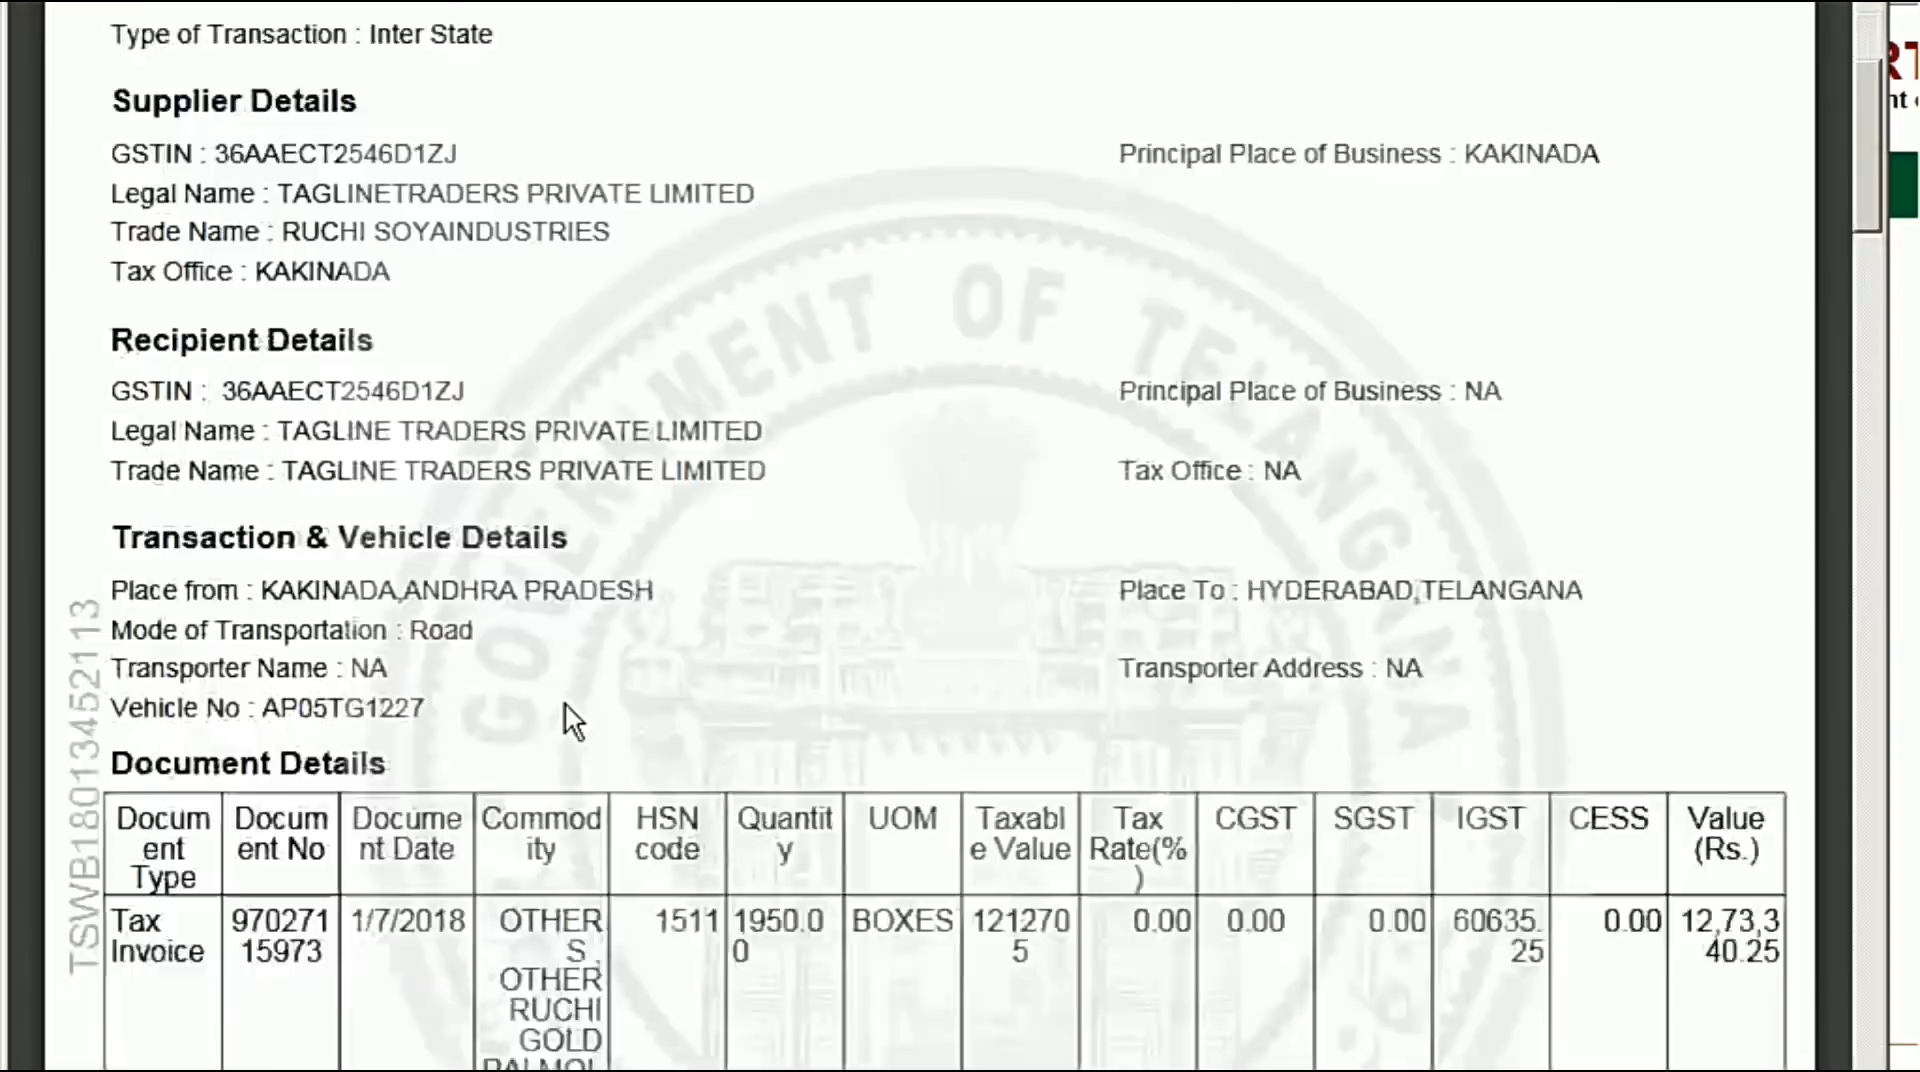 Type of Transaction : Inter State
Supplier Details
GSTIN : 36AAECT2546D1ZJ
Principal Place of Business : KAKINADA
Legal Name : TAGLINETRADERS PRIVATE LIMITED
Trade Name : RUCHI SOYAINDUSTRIES
Tax Office : KAKINADA
Recipient Details
GSTIN : 36AAECT2546D1ZJ
Principal Place of Business : NA
Legal Name : TAGLINE TRADERS PRIVATE LIMITED
Trade Name : TAGLINE TRADERS PRIVATE LIMITED
Tax Office : NA
Transaction & Vehicle Details
Place from : KAKINADA,ANDHRA PRADESH
Place To : HYDERABAD,TELANGANA
Mode of Transportation : Road
Transporter Name : NA
Transporter Address : NA
Vehicle No : AP05TG1227
Document Details
Docum
ent
Type
Docum
ent No
Docume
nt Date
Commod
ity
HSN
code
Quantit
y
UOM
Taxabl
e Value
Tax
Rate(%
)
CGST
SGST
IGST
CESS
Value
(Rs.)
Tax
Invoice
970271
15973
1/7/2018
OTHER
S ,
OTHER
RUCHI
GOLD
PALMOL
1511
1950.0
0
BOXES
121270
5
0.00
0.00
0.00
60635.
25
0.00
12,73,3
40.25
TSWB180134521113
GOVERNMENT OF TELANGANA
RT
nt